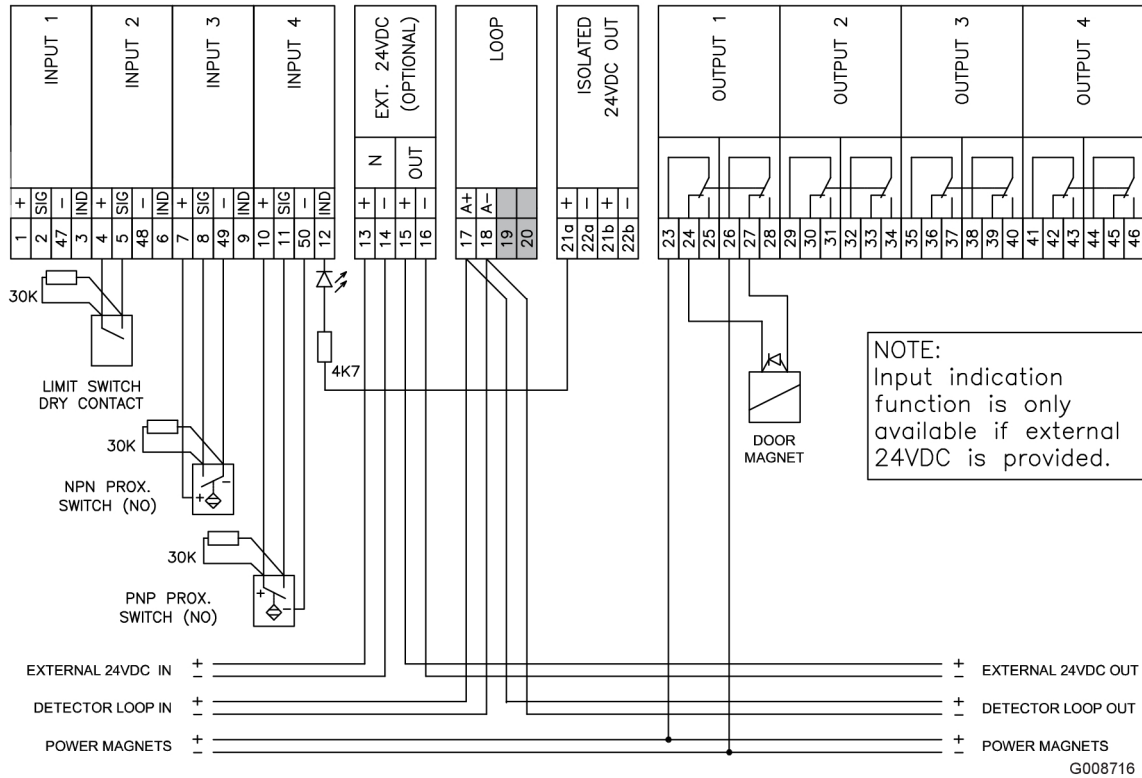 INPUT 1
INPUT 2
INPUT 3
INPUT 4
EXT. 24VDC
(OPTIONAL)
LOOP
ISOLATED
24VDC OUT
OUTPUT 1
OUTPUT 2
OUTPUT 3
OUTPUT 4
N
OUT
+ SIG − IND + SIG − IND + SIG − IND + SIG − IND
+ − + −
A+ A−
+ − + −
1 2 47 3 4 5 48 6 7 8 49 9 10 11 50 12
13 14 15 16
17 18 19 20
21a 22a 21b 22b
23 24 25 26 27 28 29 30 31 32 33 34 35 36 37 38 39 40 41 42 43 44 45 46
30K
LIMIT SWITCH
DRY CONTACT
4K7
30K
NPN PROX.
SWITCH (NO)
+ −
30K
PNP PROX.
SWITCH (NO)
+ −
DOOR
MAGNET
NOTE:
Input indication
function is only
available if external
24VDC is provided.
EXTERNAL 24VDC IN + −
+ − EXTERNAL 24VDC OUT
DETECTOR LOOP IN + −
+ − DETECTOR LOOP OUT
POWER MAGNETS + −
+ − POWER MAGNETS
G008716